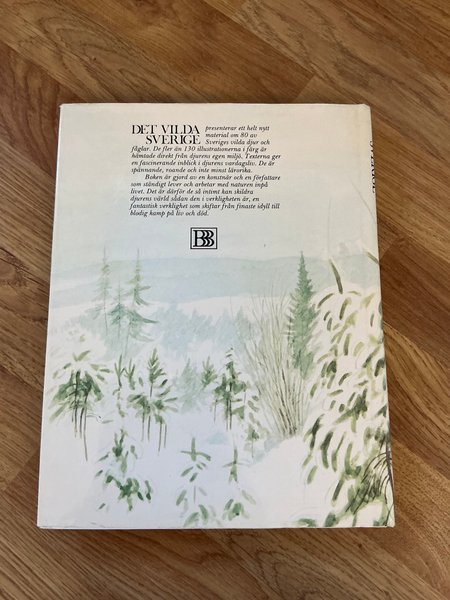 DET VILDA presenterar ett helt nytt
SVERIGE material om 80 av
Sveriges vilda djur och
fåglar. De fler än 130 illustrationerna i färg är
hämtade direkt från djurens egen miljö. Texterna ger
en fascinerande inblick i djurens vardagsliv. De är
spännande, roande och inte minst lärorika.
Boken är gjord av en konstnär och en författare
som ständigt lever och arbetar med naturen inpå
livet. Det är därför de så intimt kan skildra
djurens värld sådan den i verkligheten är, en
fantastisk verklighet som skiftar från finaste idyll till
blodig kamp på liv och död.
BBB